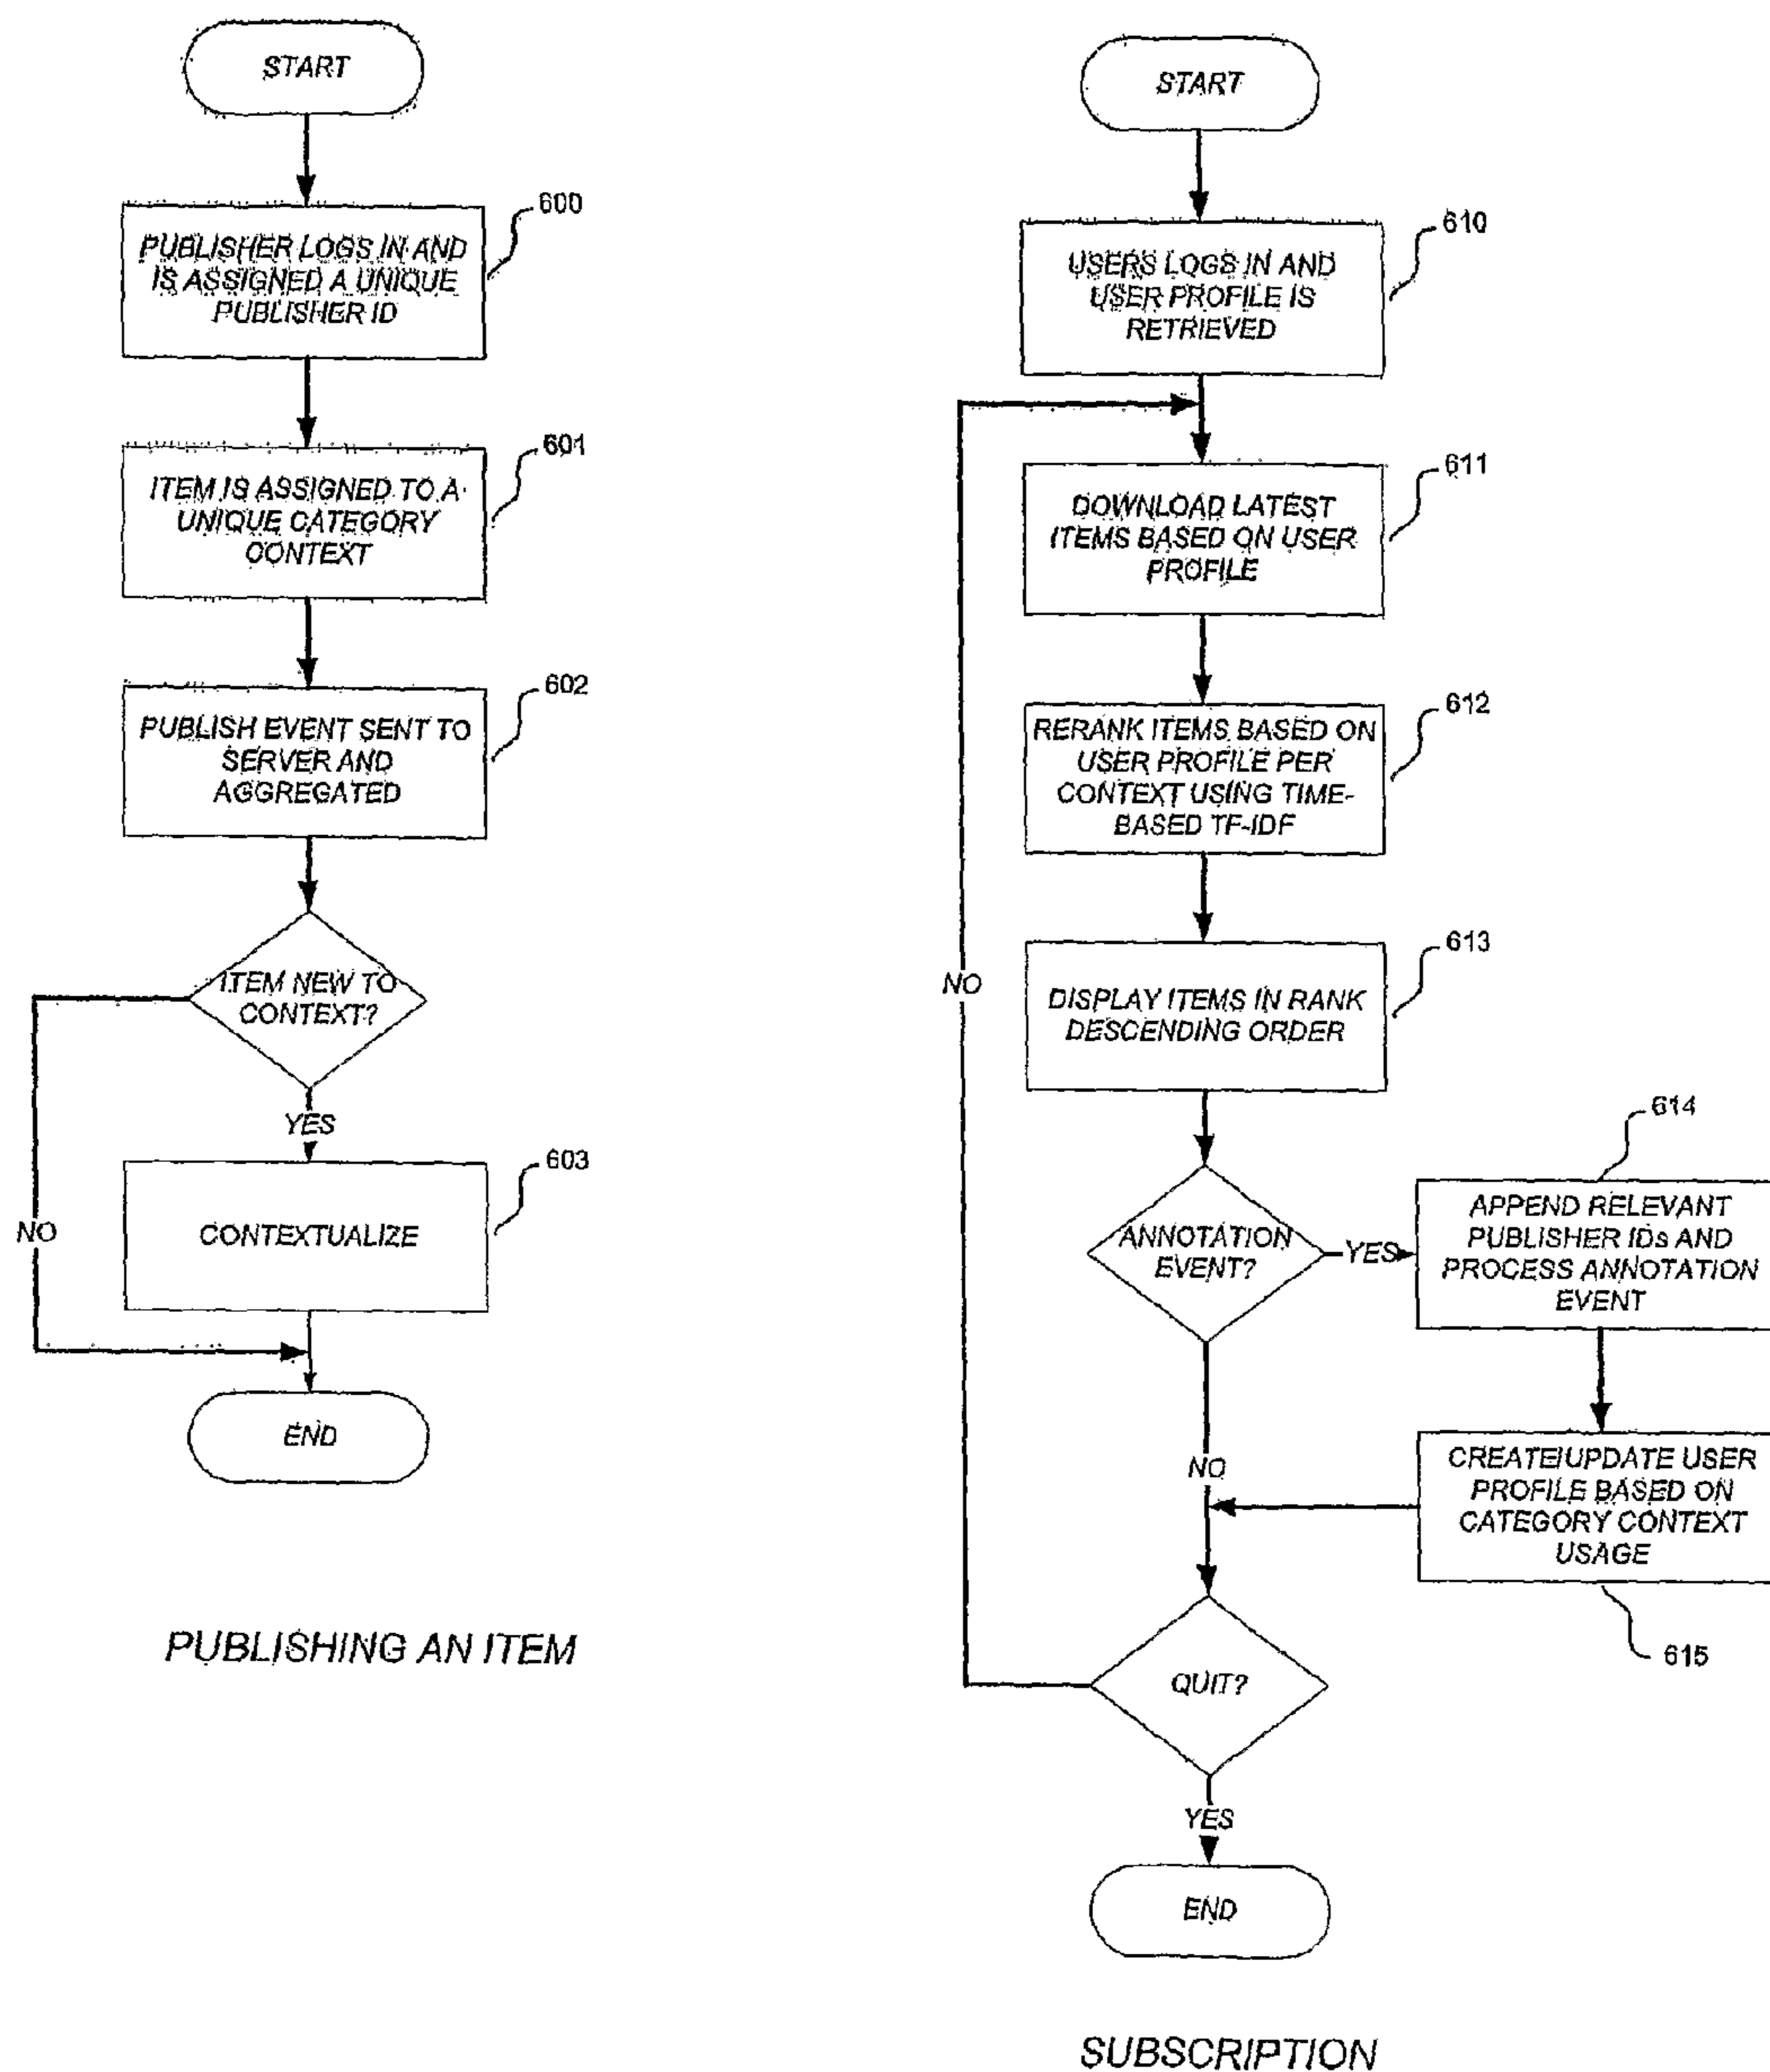 START
600
PUBLISHER LOGS IN AND
IS ASSIGNED A UNIQUE
PUBLISHER ID
601
ITEM IS ASSIGNED TO A
UNIQUE CATEGORY
CONTEXT
602
PUBLISH EVENT SENT TO
SERVER AND
AGGREGATED
ITEM NEW TO
CONTEXT?
NO
YES
603
CONTEXTUALIZE
END
PUBLISHING AN ITEM
START
610
USERS LOGS IN AND
USER PROFILE IS
RETRIEVED
611
DOWNLOAD LATEST
ITEMS BASED ON USER
PROFILE
612
RERANK ITEMS BASED ON
USER PROFILE PER
CONTEXT USING TIME-
BASED TF-IDF
613
DISPLAY ITEMS IN RANK
DESCENDING ORDER
NO
ANNOTATION
EVENT?
YES
614
APPEND RELEVANT
PUBLISHER IDs AND
PROCESS ANNOTATION
EVENT
NO
CREATE/UPDATE USER
PROFILE BASED ON
CATEGORY CONTEXT
USAGE
615
QUIT?
YES
END
SUBSCRIPTION